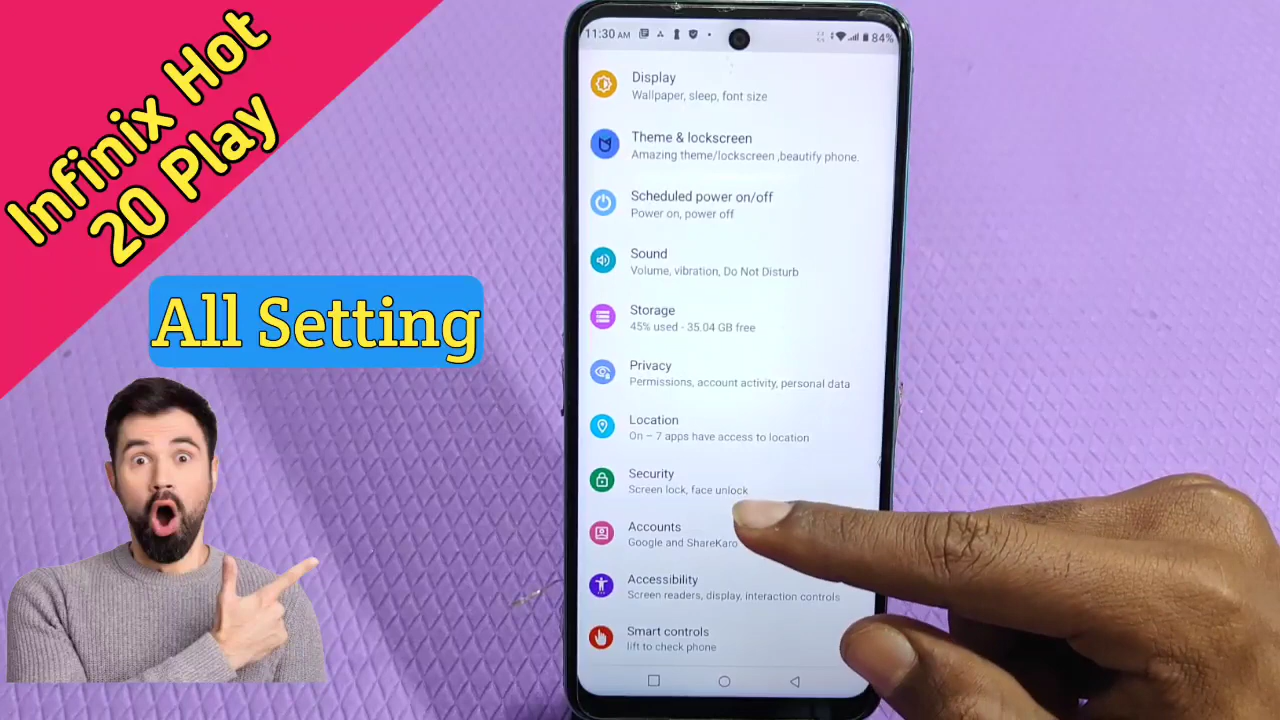 Infinix Hot
20 Play
All Setting
11:30 AM
84%
Display
Wallpaper, sleep, font size
Theme & lockscreen
Amazing theme/lockscreen ,beautify phone.
Scheduled power on/off
Power on, power off
Sound
Volume, vibration, Do Not Disturb
Storage
45% used - 35.04 GB free
Privacy
Permissions, account activity, personal data
Location
On – 7 apps have access to location
Security
Screen lock, face unlock
Accounts
Google and ShareKaro
Accessibility
Screen readers, display, interaction controls
Smart controls
lift to check phone